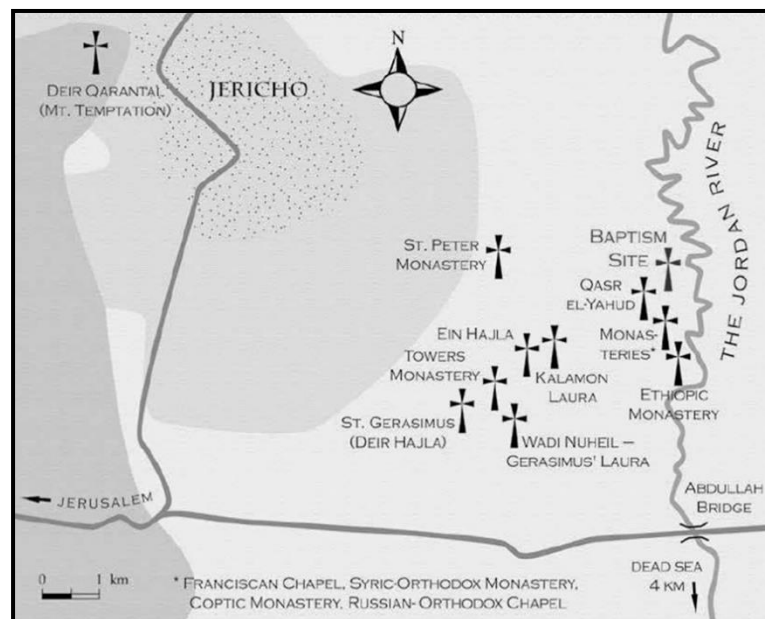 N
DEIR QARANTAL
(MT. TEMPTATION)
JERICHO
THE JORDAN RIVER
ST. PETER
MONASTERY
BAPTISM
SITE
QASR
EL-YAHUD
MONAS-
TERIES*
EIN HAJLA
TOWERS
MONASTERY
KALAMON
LAURA
ETHIOPIC
MONASTERY
ST. GERASIMUS
(DEIR HAJLA)
WADI NUHEIL –
GERASIMUS' LAURA
JERUSALEM
ABDULLAH
BRIDGE
DEAD SEA
4 KM
0 1 km
* FRANCISCAN CHAPEL, SYRIC-ORTHODOX MONASTERY,
COPTIC MONASTERY, RUSSIAN-ORTHODOX CHAPEL